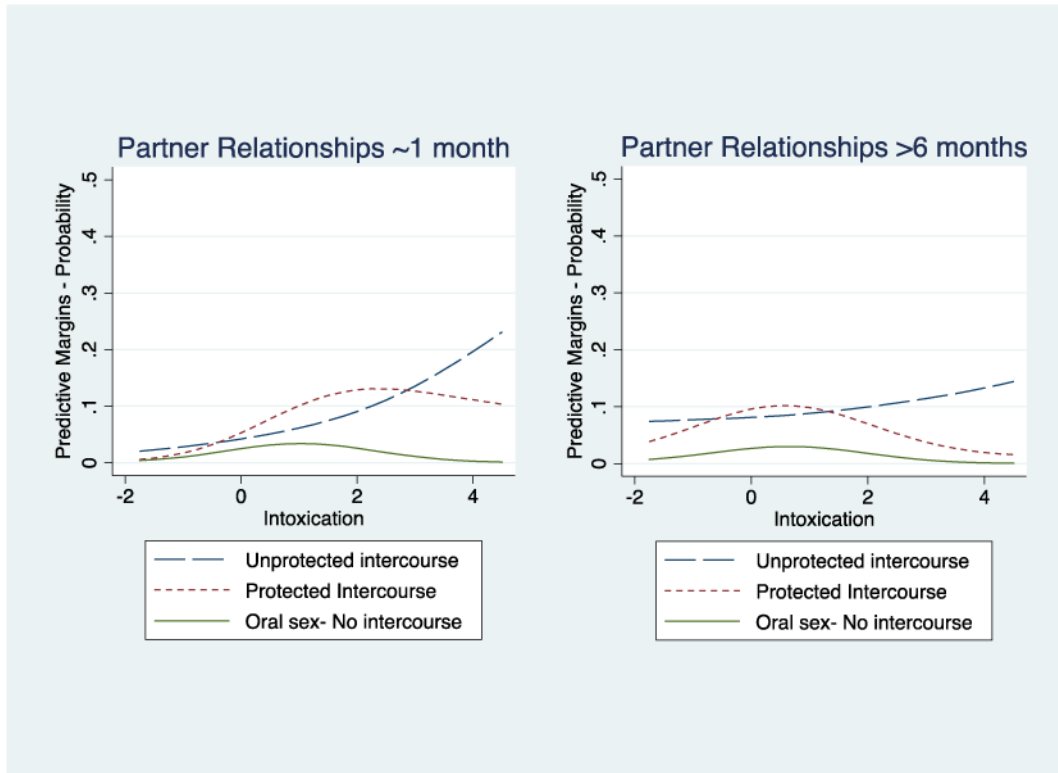 Partner Relationships ~1 month
Predictive Margins - Probability
.5
.4
.3
.2
.1
0
-2 0 2 4
Intoxication
Unprotected intercourse
Protected Intercourse
Oral sex- No intercourse
Partner Relationships >6 months
Predictive Margins - Probability
.5
.4
.3
.2
.1
0
-2 0 2 4
Intoxication
Unprotected intercourse
Protected Intercourse
Oral sex- No intercourse